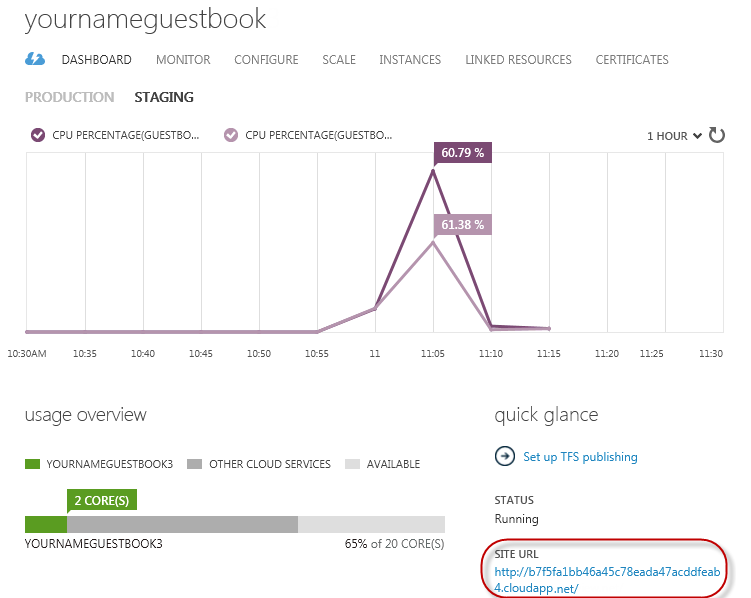 yournameguestbook
DASHBOARD MONITOR CONFIGURE SCALE INSTANCES LINKED RESOURCES CERTIFICATES
PRODUCTION STAGING
CPU PERCENTAGE(GUESTBO... CPU PERCENTAGE(GUESTBO... 1 HOUR
60.79 %
61.38 %
10:30AM 10:35 10:40 10:45 10:50 10:55 11 11:05 11:10 11:15 11:20 11:25 11:30
usage overview
YOURNAMEGUESTBOOK3 OTHER CLOUD SERVICES AVAILABLE
2 CORE(S)
YOURNAMEGUESTBOOK3 65% of 20 CORE(S)
quick glance
Set up TFS publishing
STATUS
Running
SITE URL
http://b7f5fa1bb46a45c78eada47acddfeab
4.cloudapp.net/